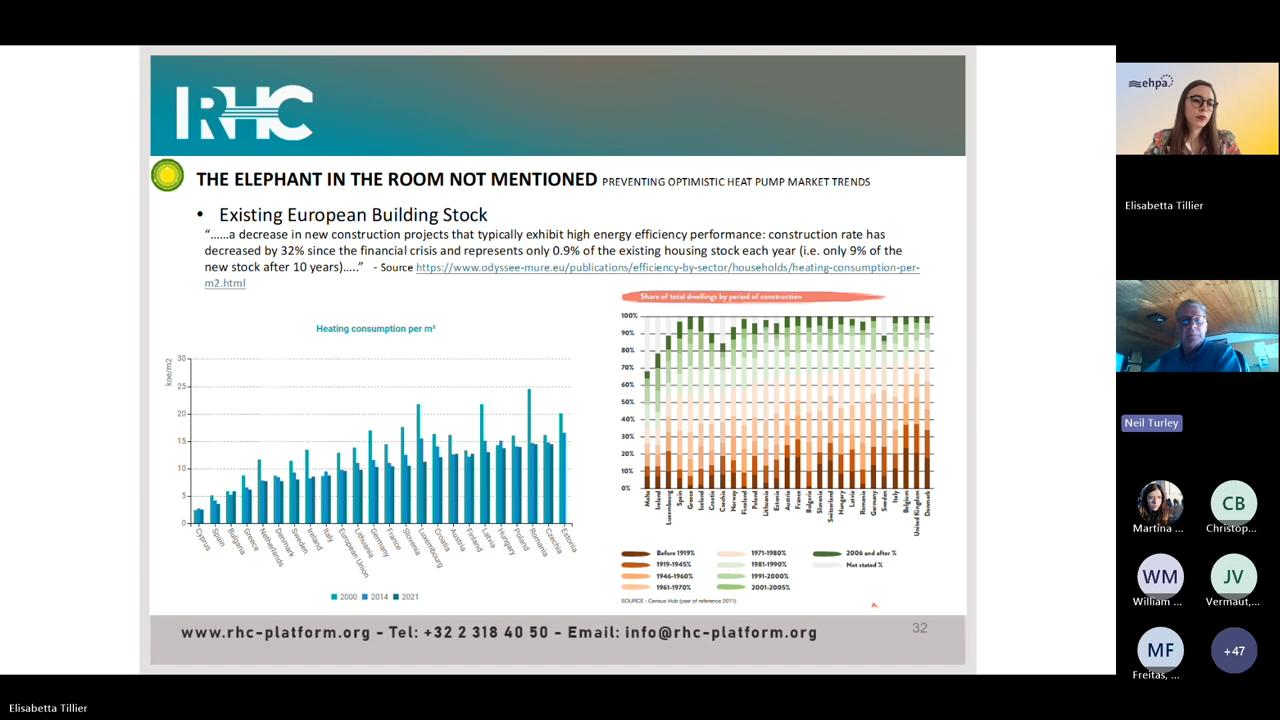 RHC
THE ELEPHANT IN THE ROOM NOT MENTIONED PREVENTING OPTIMISTIC HEAT PUMP MARKET TRENDS
• Existing European Building Stock
“......a decrease in new construction projects that typically exhibit high energy efficiency performance: construction rate has
decreased by 32% since the financial crisis and represents only 0.9% of the existing housing stock each year (i.e. only 9% of the
new stock after 10 years).....” - Source https://www.odyssee-mure.eu/publications/efficiency-by-sector/households/heating-consumption-per-
m2.html
Heating consumption per m²
koe/m2
30
25
20
15
10
5
0
Cyprus
Spain
Bulgaria
Greece
Netherlands
Denmark
Sweden
Ireland
Italy
European Union
Lithuania
Germany
France
Slovenia
Luxembourg
Croatia
Austria
Finland
Latvia
Hungary
Poland
Romania
Czechia
Estonia
2000 2014 2021
Share of total dwellings by period of construction
100%
90%
80%
70%
60%
50%
40%
30%
20%
10%
0%
Malta
Ireland
Luxembourg
Spain
Greece
Iceland
Croatia
Czechia
Norway
Finaland
Poland
Lithuania
Estonia
Austria
France
Bulgaria
Slovenia
Switzerland
Hungary
Latvia
Romania
Germany
Sweden
Italy
Belgium
United Kingdom
Denmark
Before 1919%
1919-1945%
1946-1960%
1961-1970%
1971-1980%
1981-1990%
1991-2000%
2001-2005%
2006 and after %
Not stated %
SOURCE : Census Hub (year of reference 2011).
www.rhc-platform.org - Tel: +32 2 318 40 50 - Email: info@rhc-platform.org
32
ehpa
Elisabetta Tillier
Neil Turley
Martina ...
CB
Christop...
WM
William ...
JV
Vermaut,...
MF
Freitas, ...
+47
Elisabetta Tillier